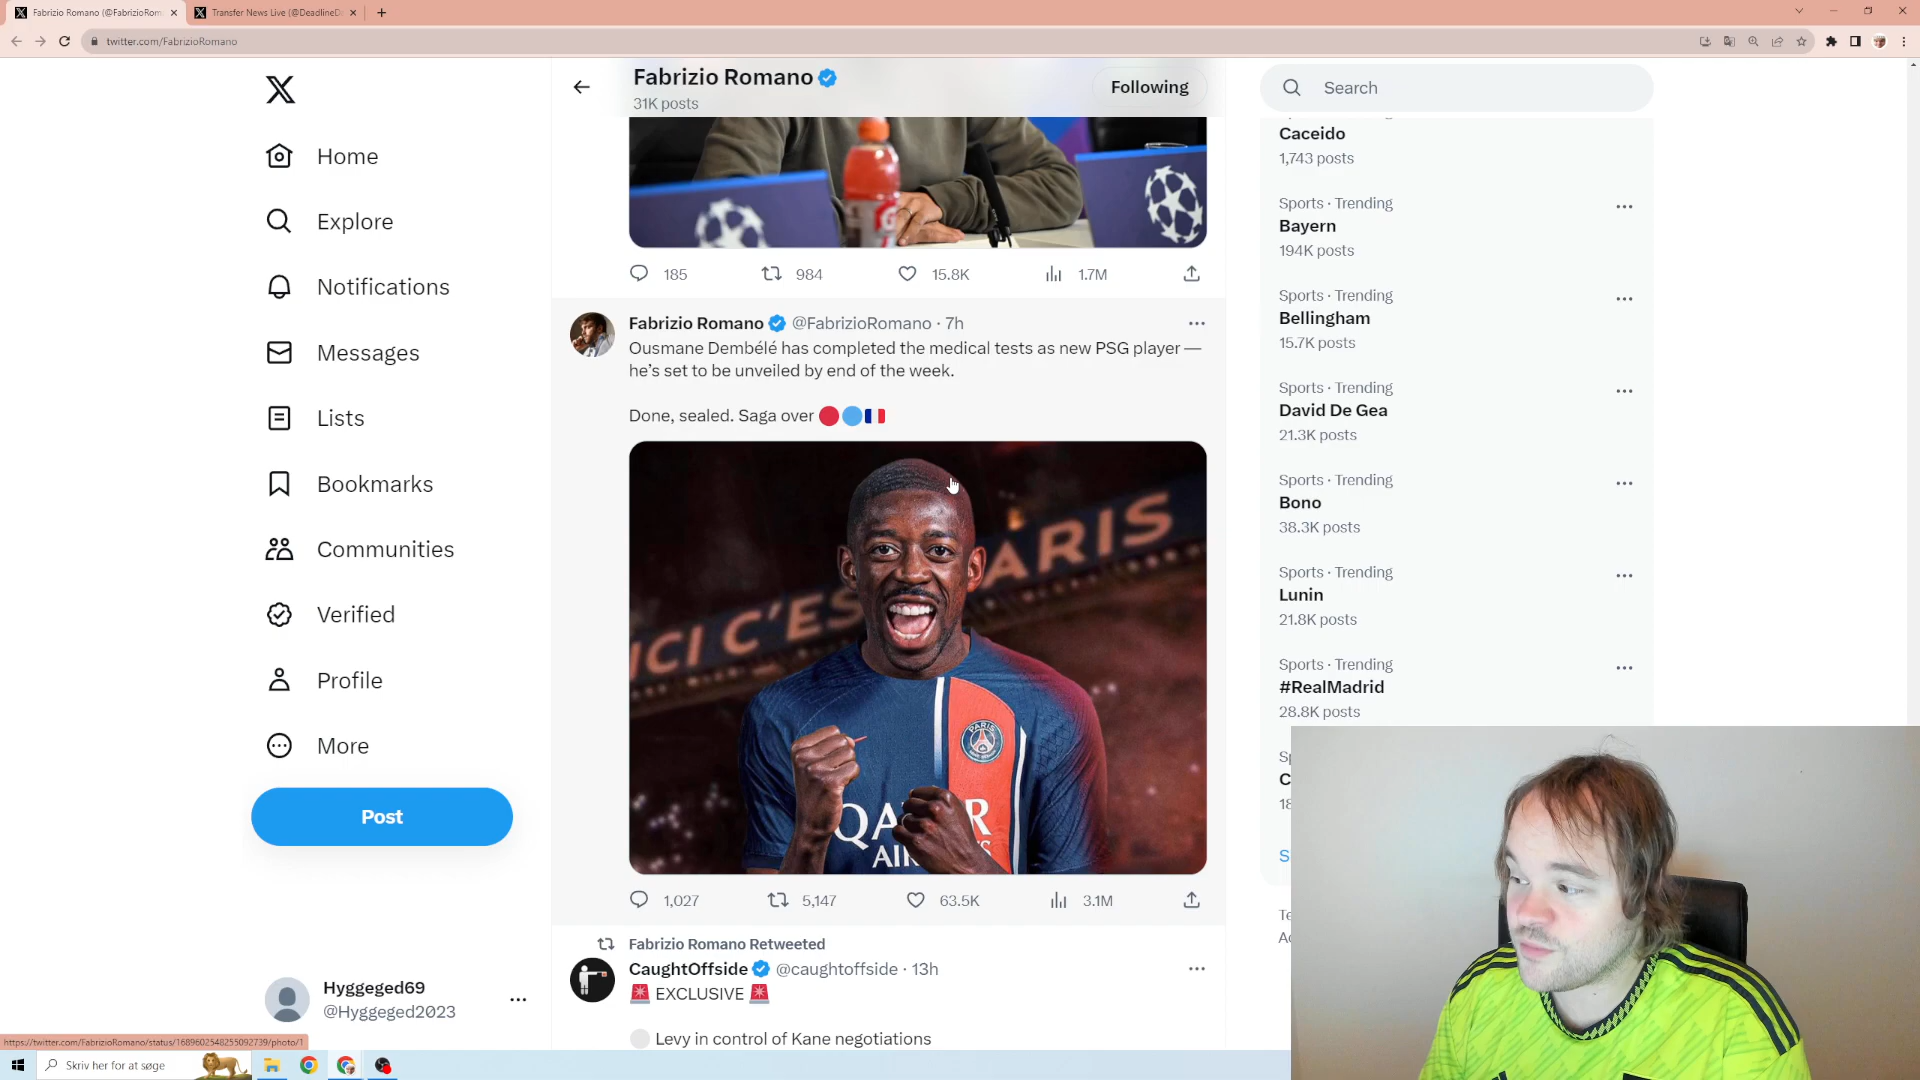 Fabrizio Romano (@FabrizioRom
Transfer News Live (@DeadlineD
twitter.com/FabrizioRomano
Home
Explore
Notifications
Messages
Lists
Bookmarks
Communities
Verified
Profile
More
Post
Hyggeged69
@Hyggeged2023
Fabrizio Romano
31K posts
Following
185 984 15.8K 1.7M
Fabrizio Romano @FabrizioRomano · 7h
Ousmane Dembélé has completed the medical tests as new PSG player —
he's set to be unveiled by end of the week.
Done, sealed. Saga over
ICI C'ES ARIS
PARIS
QA R
AIR
1,027 5,147 63.5K 3.1M
Fabrizio Romano Retweeted
CaughtOffside @caughtoffside · 13h
EXCLUSIVE
Levy in control of Kane negotiations
Search
Caceido
1,743 posts
Sports · Trending
Bayern
194K posts
Sports · Trending
Bellingham
15.7K posts
Sports · Trending
David De Gea
21.3K posts
Sports · Trending
Bono
38.3K posts
Sports · Trending
Lunin
21.8K posts
Sports · Trending
#RealMadrid
28.8K posts
https://twitter.com/FabrizioRomano/status/1689602548255092739/photo/1
Skriv her for at søge